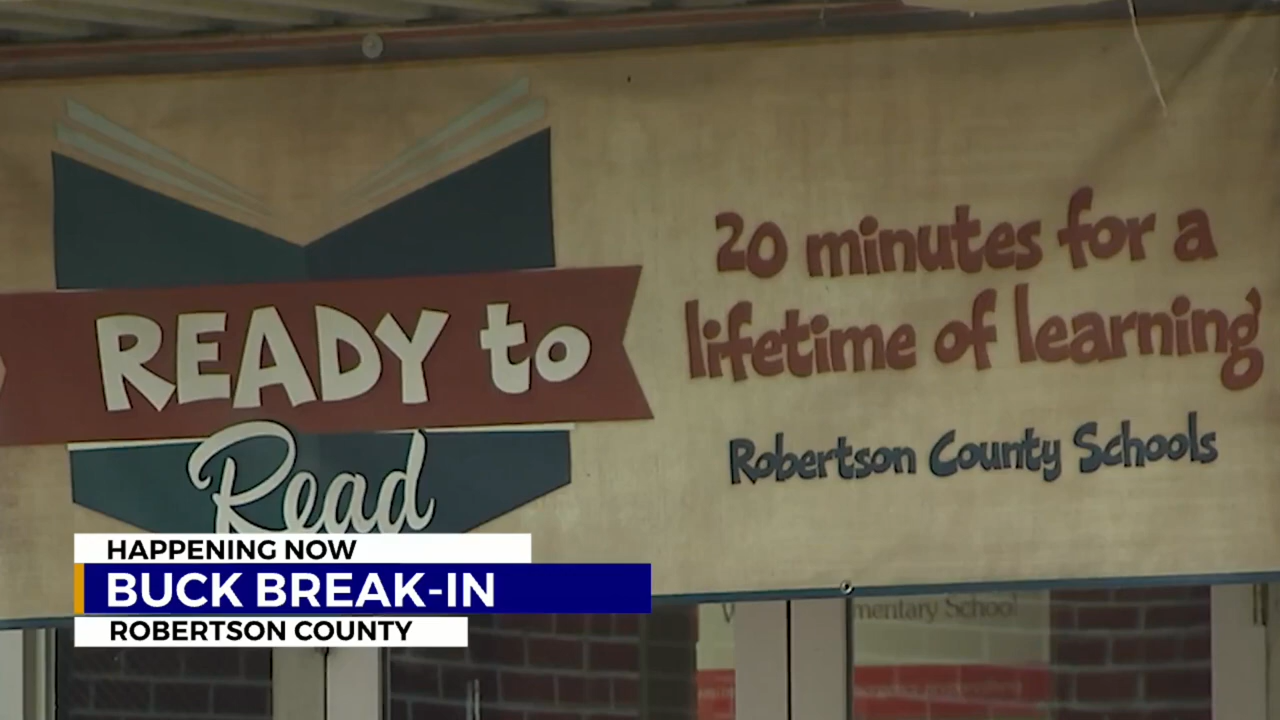 READY to
Read
20 minutes for a
lifetime of learning
Robertson County Schools
HAPPENING NOW
BUCK BREAK-IN
ROBERTSON COUNTY
School